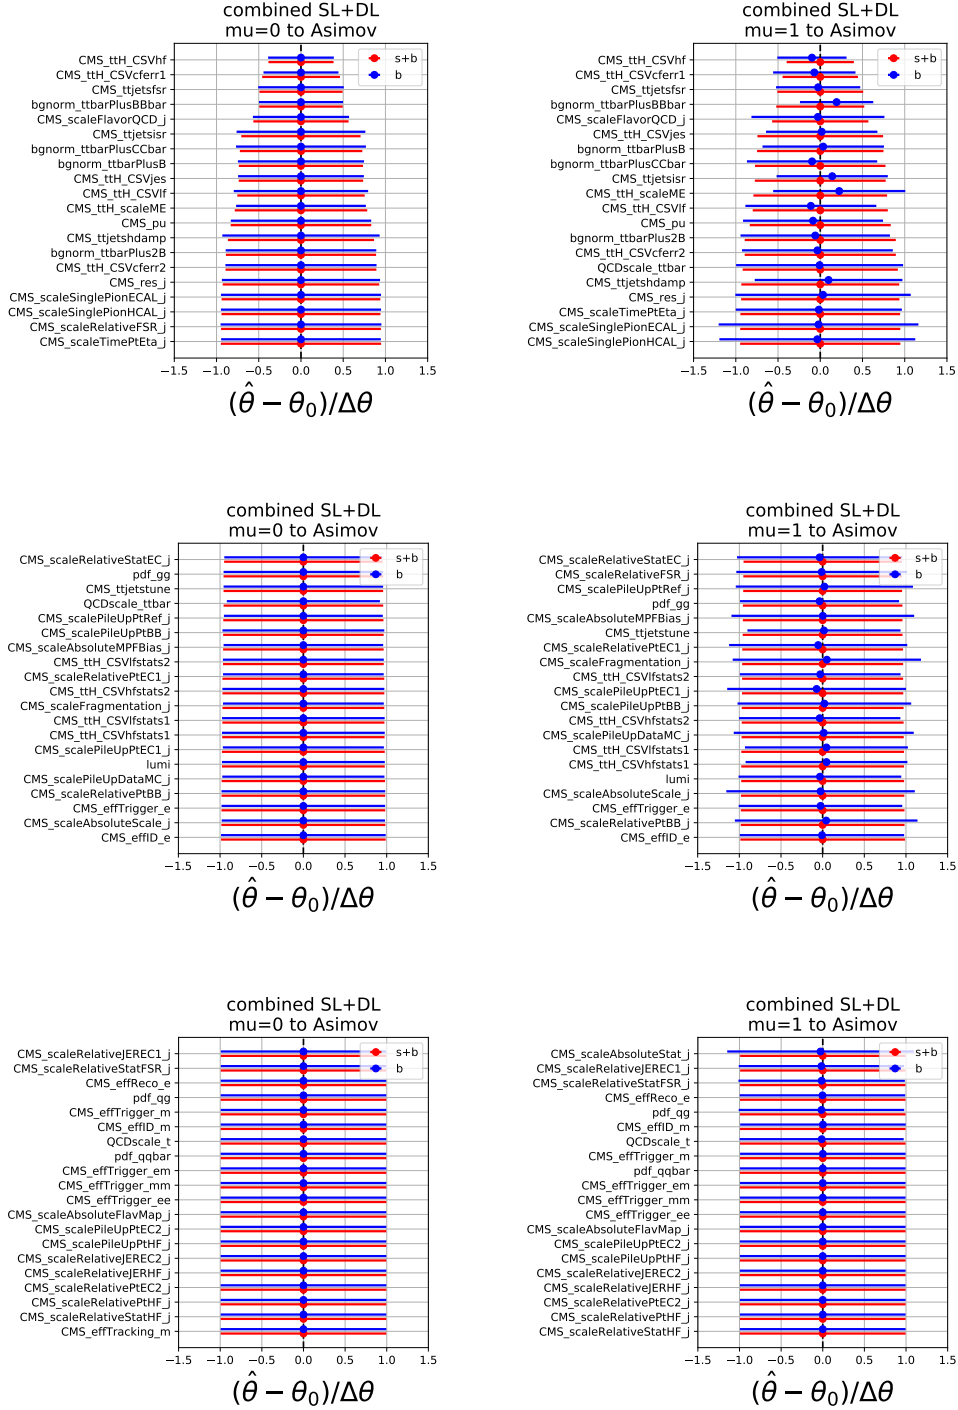 combined SL+DL
mu=0 to Asimov
CMS_ttH_CSVhf
CMS_ttH_CSVcferr1
CMS_ttjetsfsr
bgnorm_ttbarPlusBBbar
CMS_scaleFlavorQCD_j
CMS_ttjetsisr
bgnorm_ttbarPlusCCbar
bgnorm_ttbarPlusB
CMS_ttH_CSVjes
CMS_ttH_CSVlf
CMS_ttH_scaleME
CMS_pu
CMS_ttjetshdamp
bgnorm_ttbarPlus2B
CMS_ttH_CSVcferr2
CMS_res_j
CMS_scaleSinglePionECAL_j
CMS_scaleSinglePionHCAL_j
CMS_scaleRelativeFSR_j
CMS_scaleTimePtEta_j
s+b
b
−1.5 −1.0 −0.5 0.0 0.5 1.0 1.5
(θ̂ − θ₀)/Δθ
combined SL+DL
mu=1 to Asimov
CMS_ttH_CSVhf
CMS_ttH_CSVcferr1
CMS_ttjetsfsr
bgnorm_ttbarPlusBBbar
CMS_scaleFlavorQCD_j
CMS_ttH_CSVjes
bgnorm_ttbarPlusB
bgnorm_ttbarPlusCCbar
CMS_ttjetsisr
CMS_ttH_scaleME
CMS_ttH_CSVlf
CMS_pu
bgnorm_ttbarPlus2B
CMS_ttH_CSVcferr2
QCDscale_ttbar
CMS_ttjetshdamp
CMS_res_j
CMS_scaleTimePtEta_j
CMS_scaleSinglePionECAL_j
CMS_scaleSinglePionHCAL_j
s+b
b
−1.5 −1.0 −0.5 0.0 0.5 1.0 1.5
(θ̂ − θ₀)/Δθ
combined SL+DL
mu=0 to Asimov
CMS_scaleRelativeStatEC_j
pdf_gg
CMS_ttjetstune
QCDscale_ttbar
CMS_scalePileUpPtRef_j
CMS_scalePileUpPtBB_j
CMS_scaleAbsoluteMPFBias_j
CMS_ttH_CSVlfstats2
CMS_scaleRelativePtEC1_j
CMS_ttH_CSVhfstats2
CMS_scaleFragmentation_j
CMS_ttH_CSVlfstats1
CMS_ttH_CSVhfstats1
CMS_scalePileUpPtEC1_j
lumi
CMS_scalePileUpDataMC_j
CMS_scaleRelativePtBB_j
CMS_effTrigger_e
CMS_scaleAbsoluteScale_j
CMS_effID_e
s+b
b
−1.5 −1.0 −0.5 0.0 0.5 1.0 1.5
(θ̂ − θ₀)/Δθ
combined SL+DL
mu=1 to Asimov
CMS_scaleRelativeStatEC_j
CMS_scaleRelativeFSR_j
CMS_scalePileUpPtRef_j
pdf_gg
CMS_scaleAbsoluteMPFBias_j
CMS_ttjetstune
CMS_scaleRelativePtEC1_j
CMS_scaleFragmentation_j
CMS_ttH_CSVlfstats2
CMS_scalePileUpPtEC1_j
CMS_scalePileUpPtBB_j
CMS_ttH_CSVhfstats2
CMS_scalePileUpDataMC_j
CMS_ttH_CSVlfstats1
CMS_ttH_CSVhfstats1
lumi
CMS_scaleAbsoluteScale_j
CMS_effTrigger_e
CMS_scaleRelativePtBB_j
CMS_effID_e
s+b
b
−1.5 −1.0 −0.5 0.0 0.5 1.0 1.5
(θ̂ − θ₀)/Δθ
combined SL+DL
mu=0 to Asimov
CMS_scaleRelativeJEREC1_j
CMS_scaleRelativeStatFSR_j
CMS_effReco_e
pdf_qg
CMS_effTrigger_m
CMS_effID_m
QCDscale_t
pdf_qqbar
CMS_effTrigger_em
CMS_effTrigger_mm
CMS_effTrigger_ee
CMS_scaleAbsoluteFlavMap_j
CMS_scalePileUpPtEC2_j
CMS_scalePileUpPtHF_j
CMS_scaleRelativeJEREC2_j
CMS_scaleRelativeJERHF_j
CMS_scaleRelativePtEC2_j
CMS_scaleRelativePtHF_j
CMS_scaleRelativeStatHF_j
CMS_effTracking_m
s+b
b
−1.5 −1.0 −0.5 0.0 0.5 1.0 1.5
(θ̂ − θ₀)/Δθ
combined SL+DL
mu=1 to Asimov
CMS_scaleAbsoluteStat_j
CMS_scaleRelativeJEREC1_j
CMS_scaleRelativeStatFSR_j
CMS_effReco_e
pdf_qg
CMS_effID_m
QCDscale_t
CMS_effTrigger_m
pdf_qqbar
CMS_effTrigger_em
CMS_effTrigger_mm
CMS_effTrigger_ee
CMS_scaleAbsoluteFlavMap_j
CMS_scalePileUpPtEC2_j
CMS_scalePileUpPtHF_j
CMS_scaleRelativeJEREC2_j
CMS_scaleRelativeJERHF_j
CMS_scaleRelativePtEC2_j
CMS_scaleRelativePtHF_j
CMS_scaleRelativeStatHF_j
s+b
b
−1.5 −1.0 −0.5 0.0 0.5 1.0 1.5
(θ̂ − θ₀)/Δθ